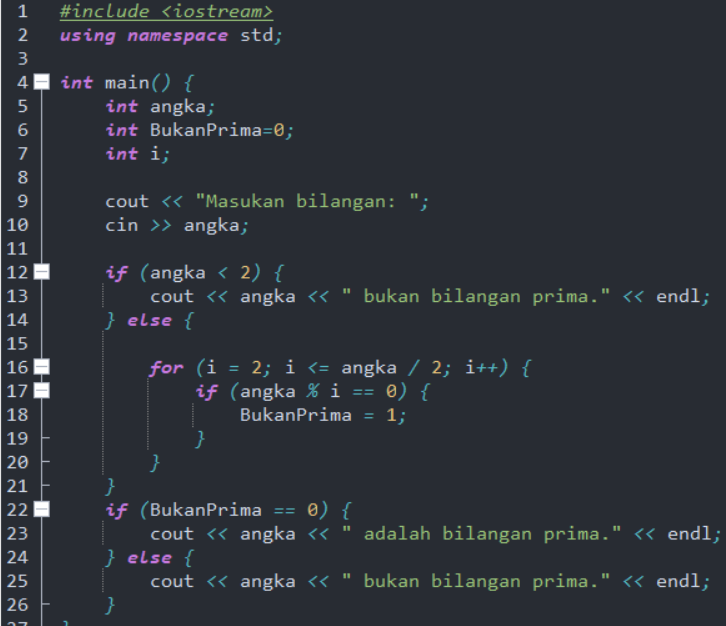 1 #include <iostream>
2 using namespace std;
3
4 int main() {
5 int angka;
6 int BukanPrima=0;
7 int i;
8
9 cout << "Masukan bilangan: ";
10 cin >> angka;
11
12 if (angka < 2) {
13 cout << angka << " bukan bilangan prima." << endl;
14 } else {
15
16 for (i = 2; i <= angka / 2; i++) {
17 if (angka % i == 0) {
18 BukanPrima = 1;
19 }
20 }
21 }
22 if (BukanPrima == 0) {
23 cout << angka << " adalah bilangan prima." << endl;
24 } else {
25 cout << angka << " bukan bilangan prima." << endl;
26 }
27 }